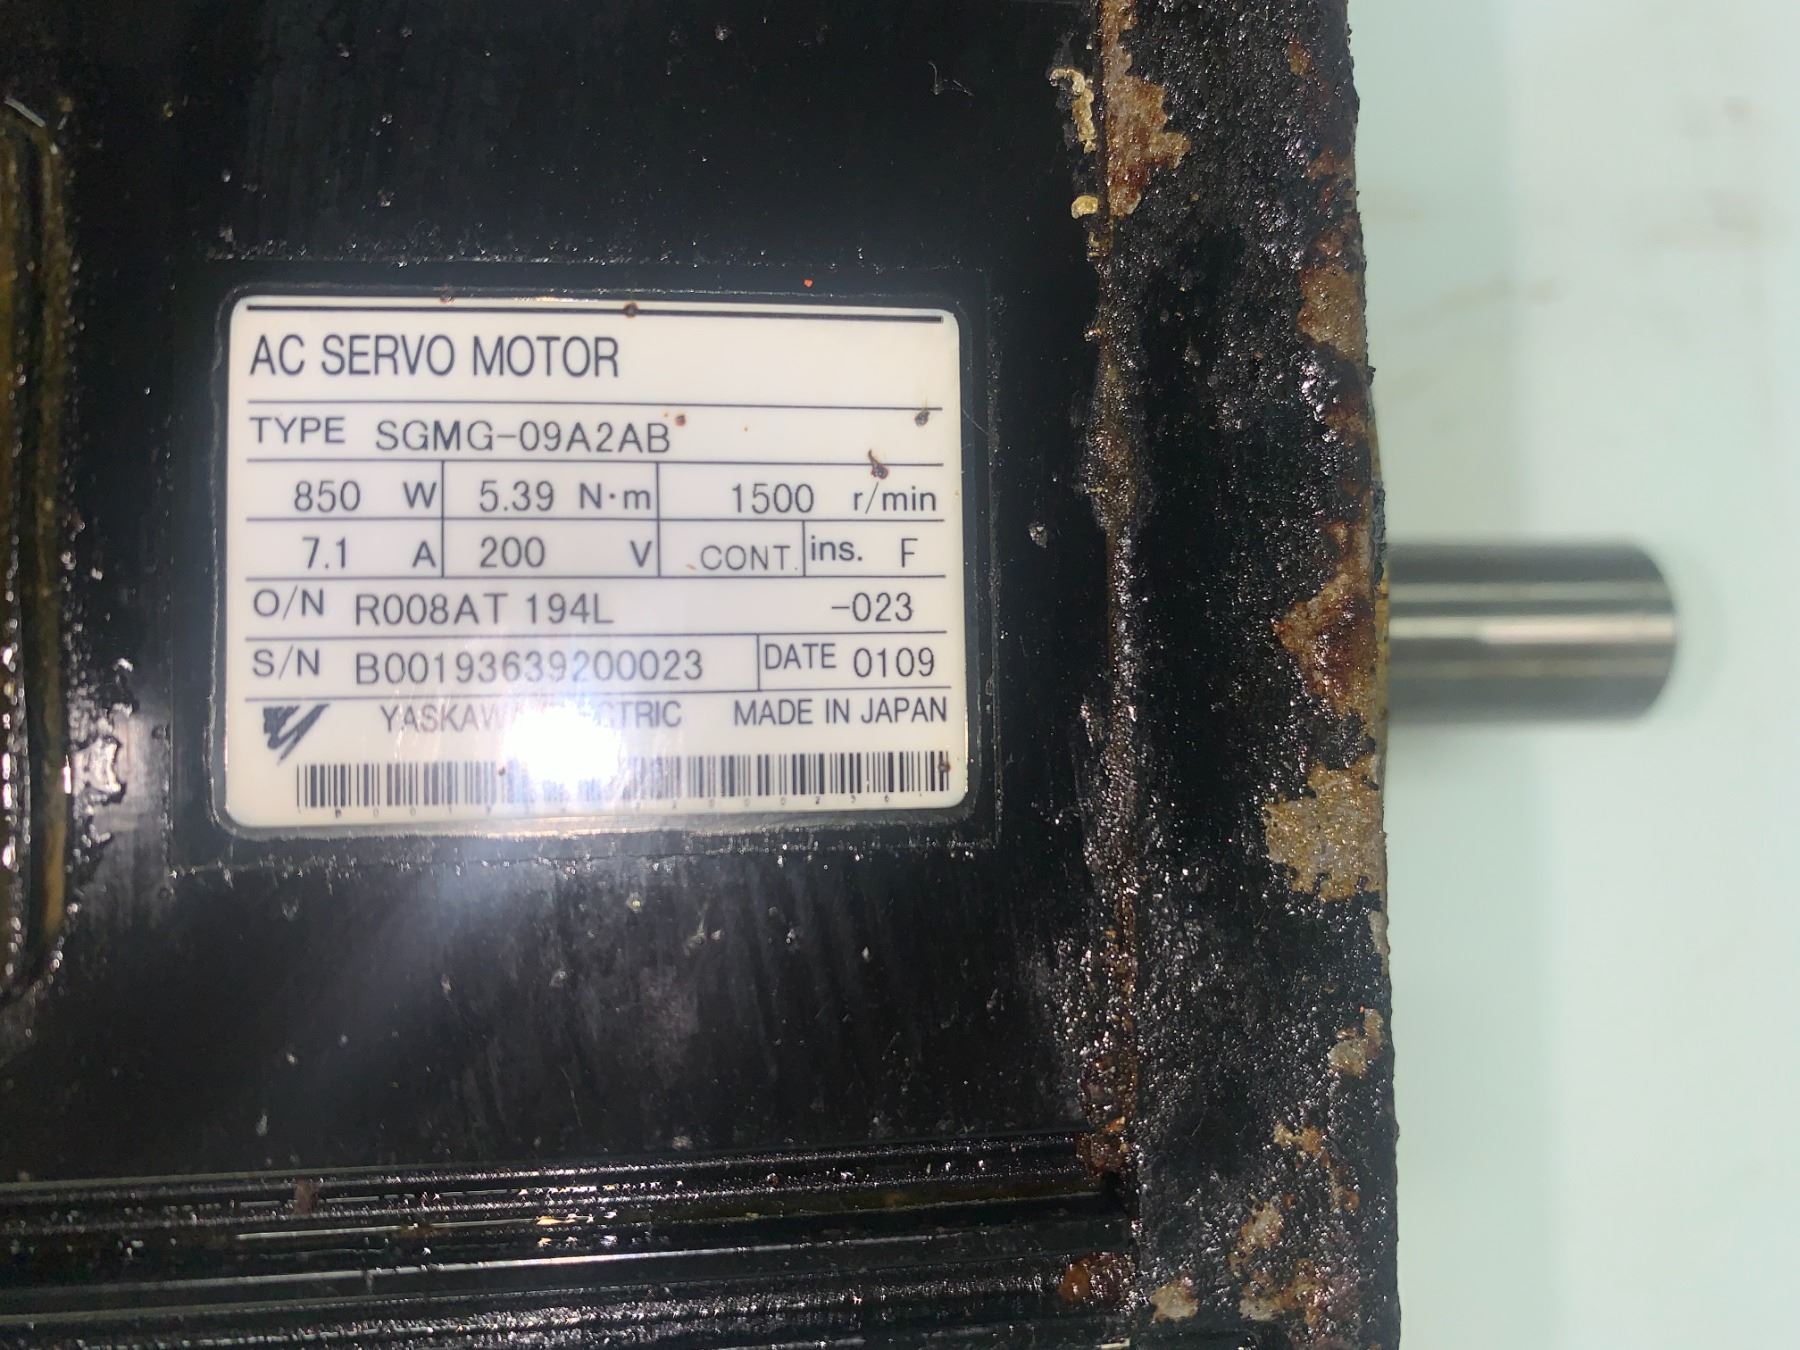 AC SERVO MOTOR
TYPE SGMG-09A2AB
850 W 5.39 N·m 1500 r/min
7.1 A 200 V CONT. ins. F
O/N R008AT 194L -023
S/N B00193639200023 DATE 0109
MADE IN JAPAN